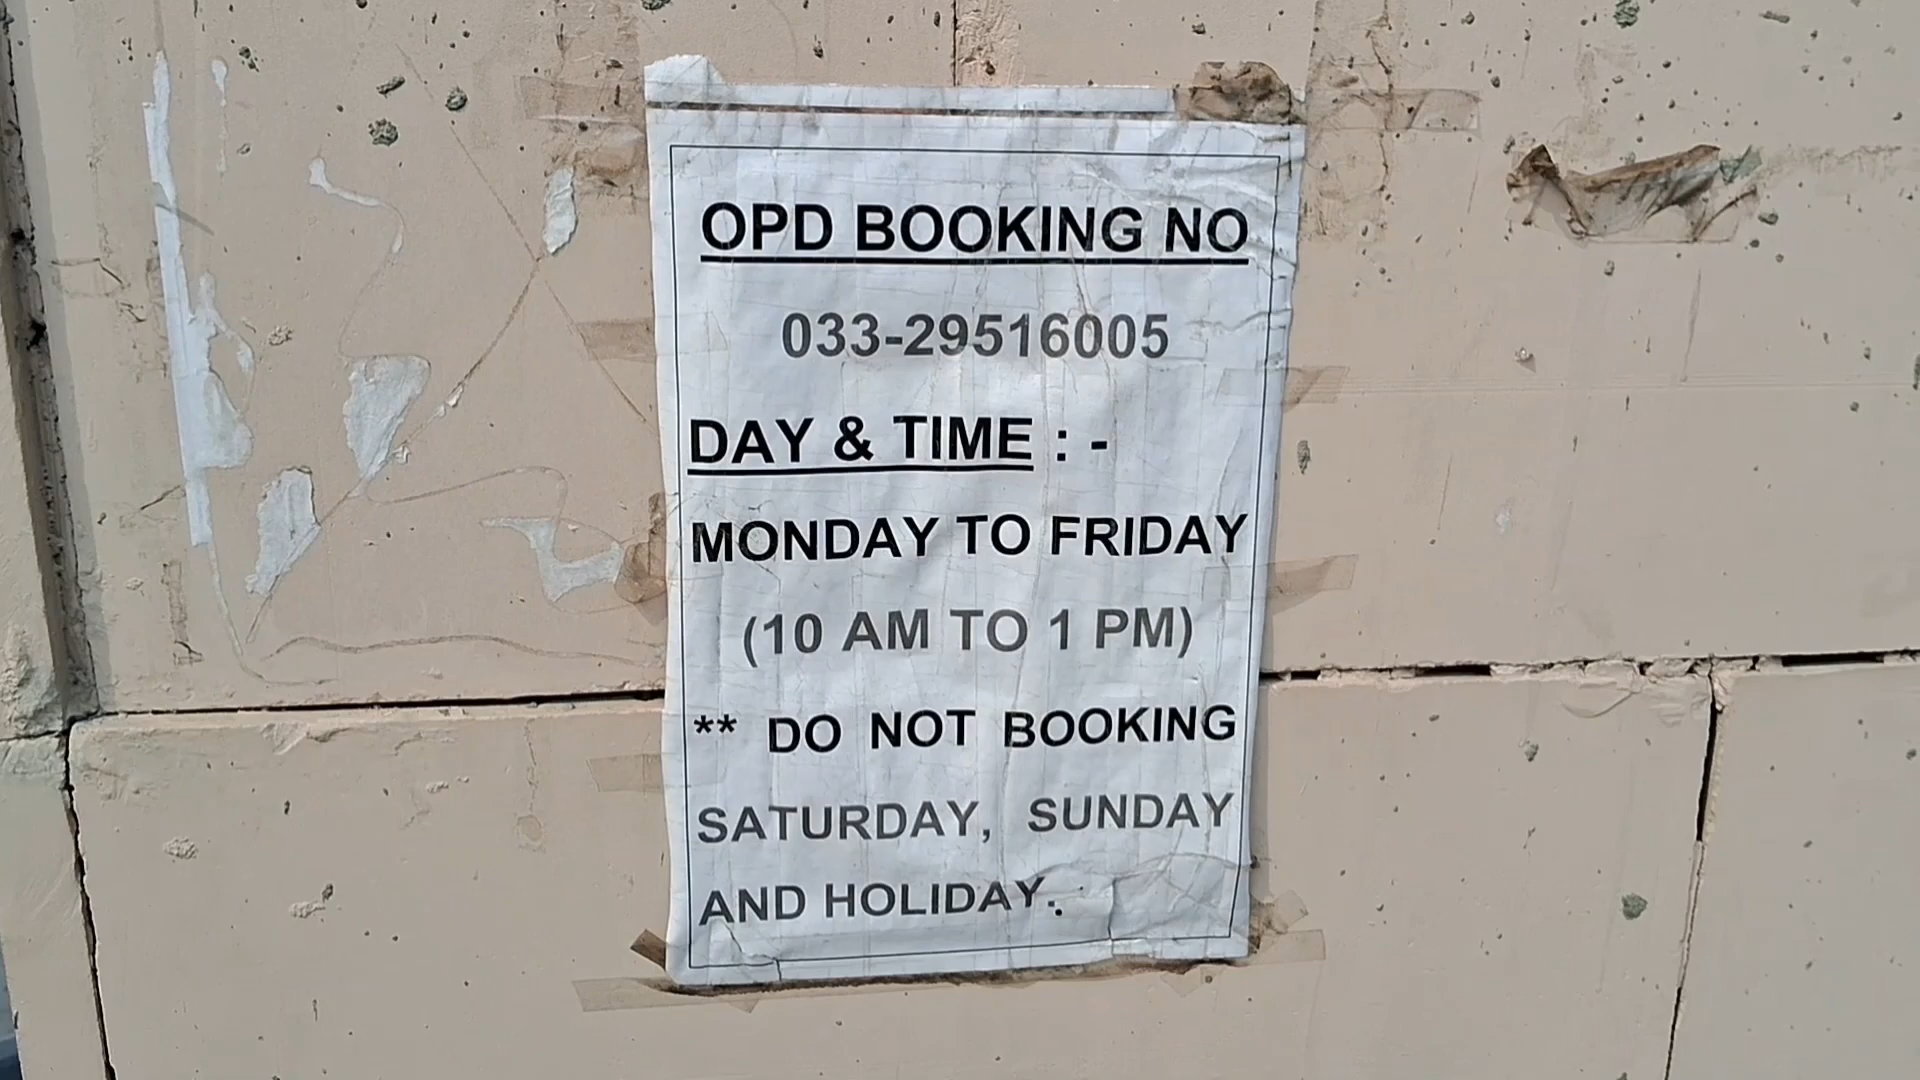 OPD BOOKING NO
033-29516005
DAY & TIME : -
MONDAY TO FRIDAY
(10 AM TO 1 PM)
** DO NOT BOOKING
SATURDAY, SUNDAY
AND HOLIDAY.